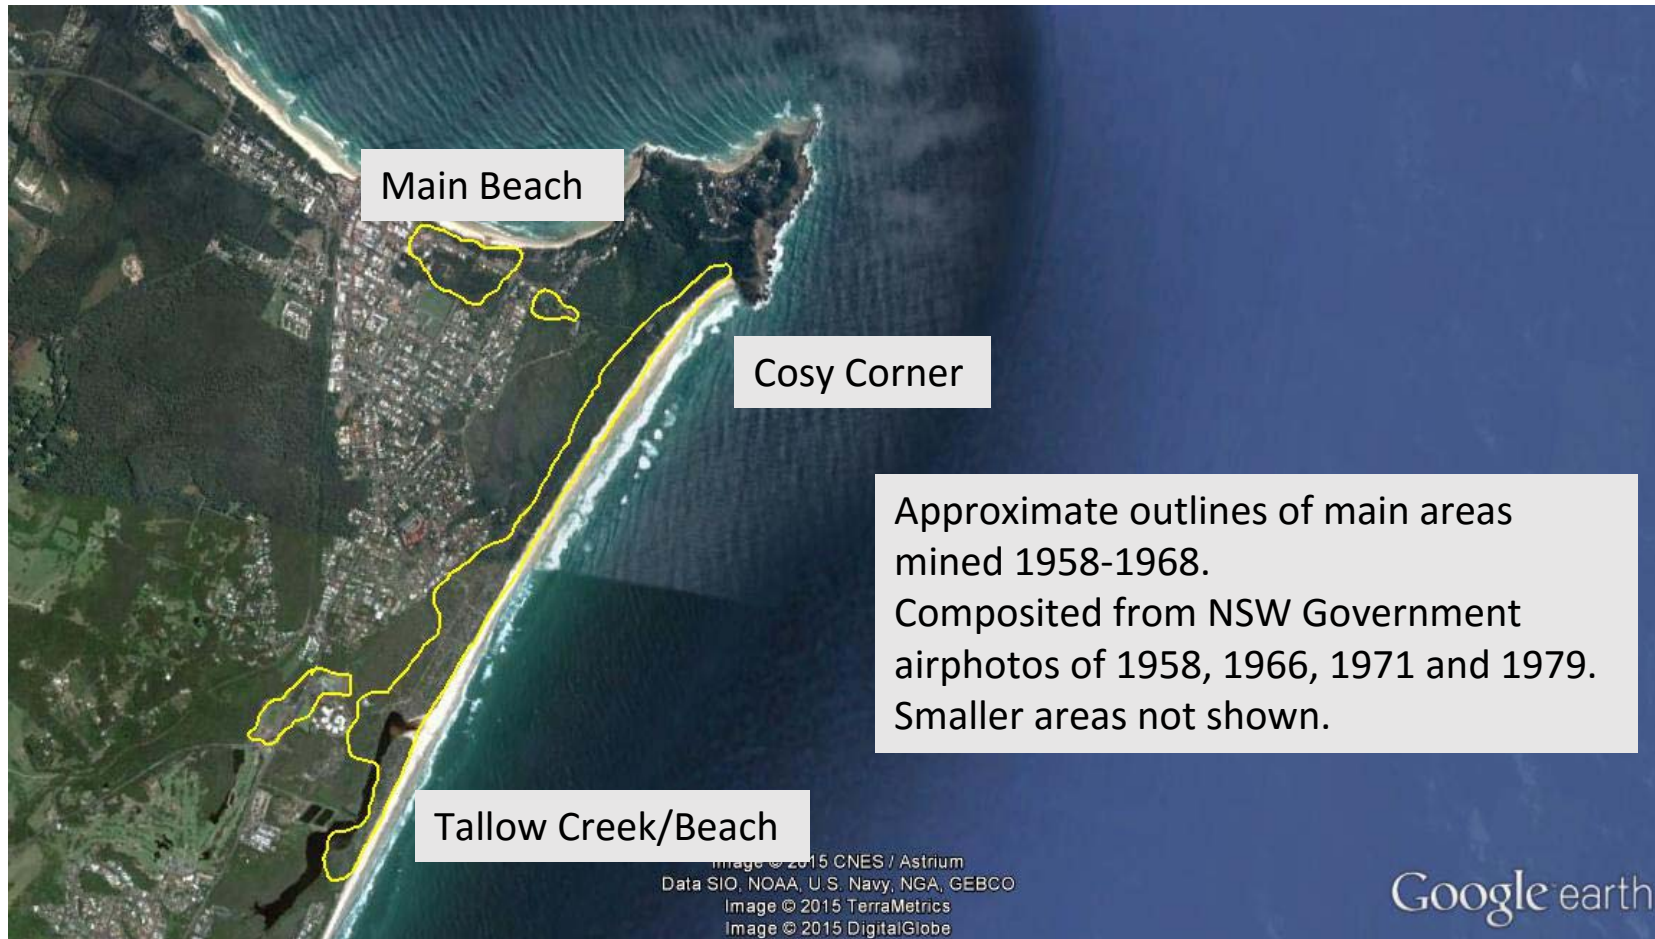 Main Beach
Cosy Corner
Approximate outlines of main areas
mined 1958-1968.
Composited from NSW Government
airphotos of 1958, 1966, 1971 and 1979.
Smaller areas not shown.
Tallow Creek/Beach
Image © 2015 CNES / Astrium
Data SIO, NOAA, U.S. Navy, NGA, GEBCO
Image © 2015 TerraMetrics
Image © 2015 DigitalGlobe
Google earth